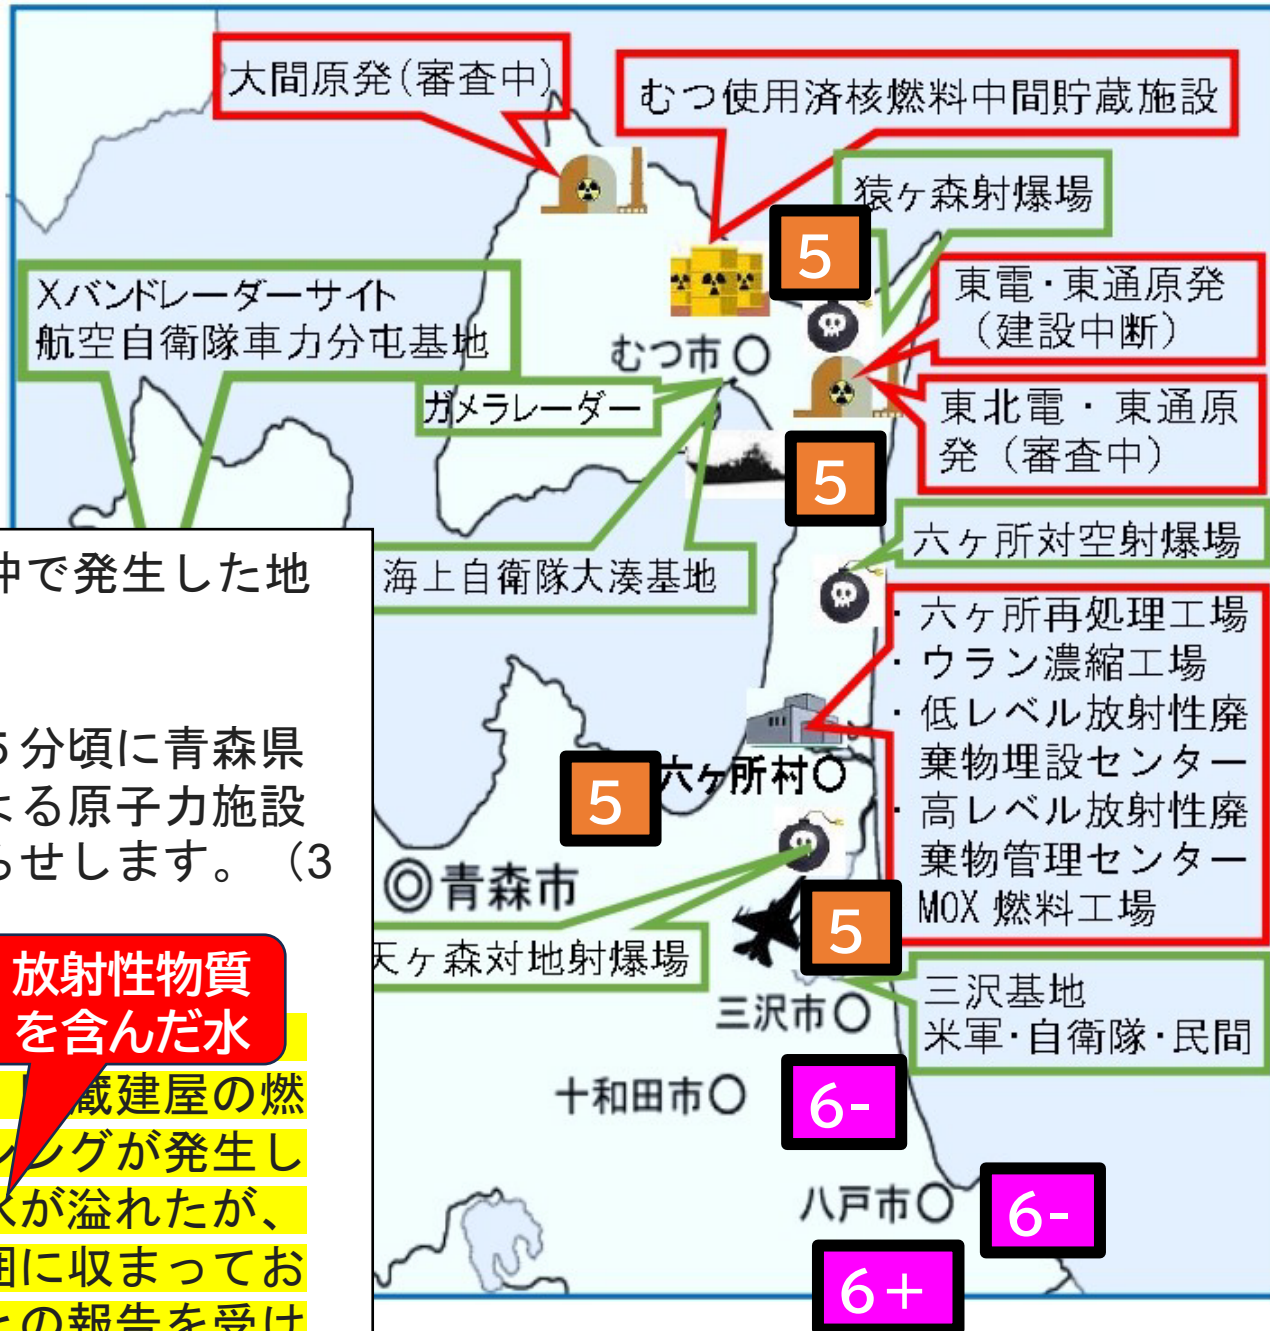 大間原発(審査中)
むつ使用済核燃料中間貯蔵施設
猿ヶ森射爆場
5
Xバンドレーダーサイト
航空自衛隊車力分屯基地
東電・東通原発
(建設中断)
むつ市
ガメラレーダー
東北電・東通原
発(審査中)
5
六ヶ所対空射爆場
海上自衛隊大湊基地
・六ヶ所再処理工場
・ウラン濃縮工場
・低レベル放射性廃
棄物埋設センター
・高レベル放射性廃
棄物管理センター
MOX 燃料工場
六ヶ所村
5
青森市
5
天ヶ森対地射爆場
三沢市
三沢基地
米軍・自衛隊・民間
十和田市
6-
八戸市
6-
6+
沖で発生した地
5分頃に青森県
よる原子力施設
らせします。(3
放射性物質
を含んだ水
蔵建屋の燃
シングが発生し
水が溢れたが、
囲に収まってお
との報告を受け